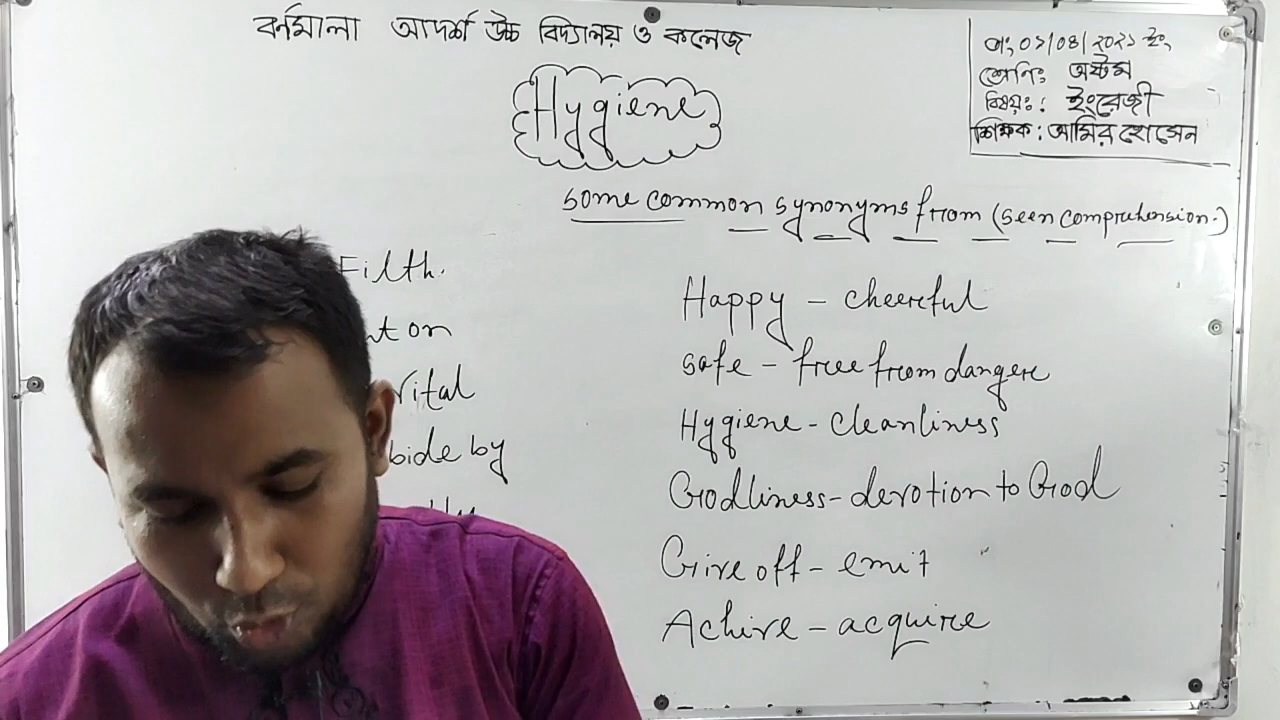 বর্নমালা আদর্শ উচ্চ বিদ্যালয় ও কলেজ
তাং ০১/০৪/২০২১ ইং
শ্রেনিঃ অষ্টম
বিষয়ঃ: ইংরেজী
শিক্ষক: আমির হোসেন
Hygiene
some common synonyms from (seen comprehension.)
Filth.
Vital
bide by
Happy - cheerful
safe - free from danger
Hygiene - cleanliness
Godliness - devotion to God
Give off - emit
Achive - acquire